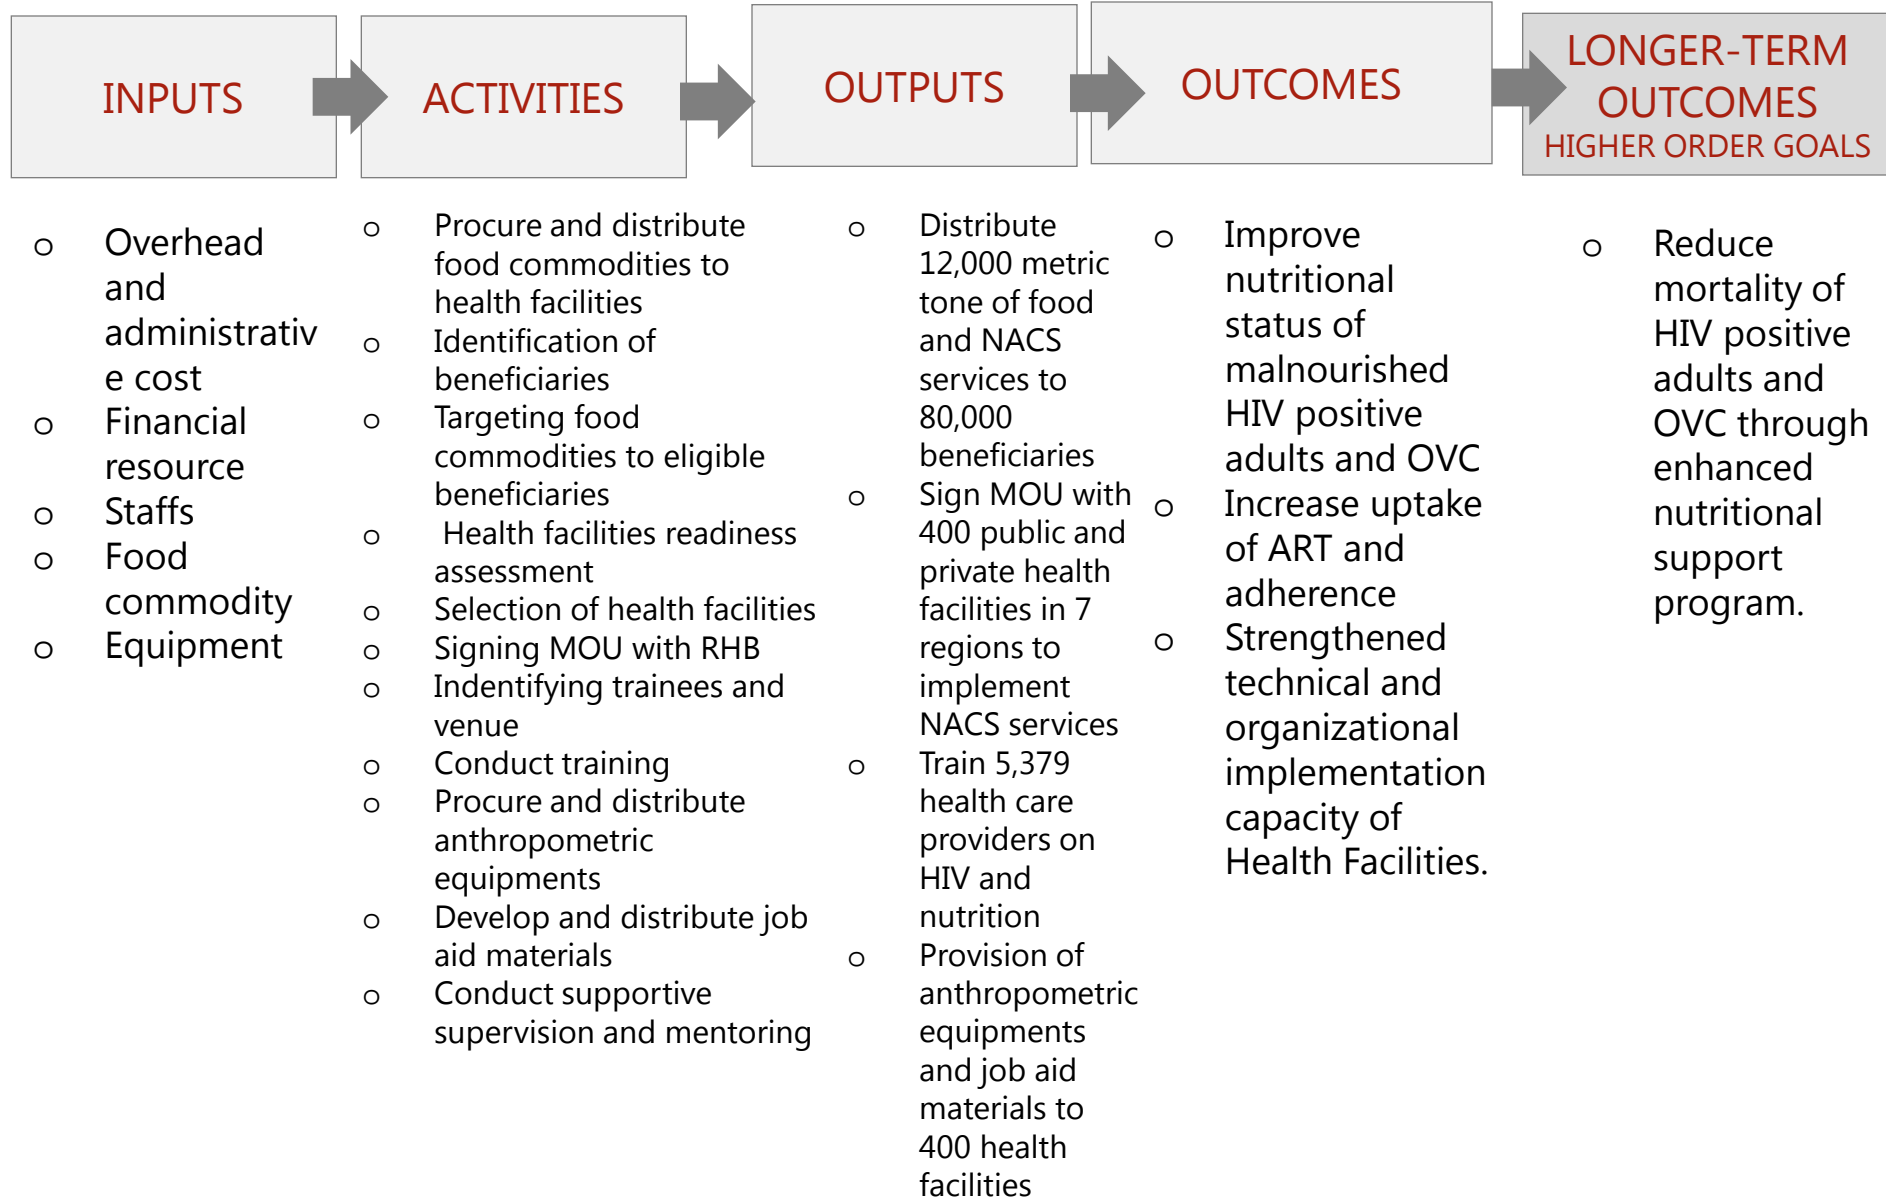 INPUTS
ACTIVITIES
OUTPUTS
OUTCOMES
LONGER-TERM
OUTCOMES
HIGHER ORDER GOALS
o Overhead
and
administrativ
e cost
o Financial
resource
o Staffs
o Food
commodity
o Equipment
o Procure and distribute
food commodities to
health facilities
o Identification of
beneficiaries
o Targeting food
commodities to eligible
beneficiaries
o Health facilities readiness
assessment
o Selection of health facilities
o Signing MOU with RHB
o Indentifying trainees and
venue
o Conduct training
o Procure and distribute
anthropometric
equipments
o Develop and distribute job
aid materials
o Conduct supportive
supervision and mentoring
o Distribute
12,000 metric
tone of food
and NACS
services to
80,000
beneficiaries
o Sign MOU with
400 public and
private health
facilities in 7
regions to
implement
NACS services
o Train 5,379
health care
providers on
HIV and
nutrition
o Provision of
anthropometric
equipments
and job aid
materials to
400 health
facilities
o Improve
nutritional
status of
malnourished
HIV positive
adults and OVC
o Increase uptake
of ART and
adherence
o Strengthened
technical and
organizational
implementation
capacity of
Health Facilities.
o Reduce
mortality of
HIV positive
adults and
OVC through
enhanced
nutritional
support
program.